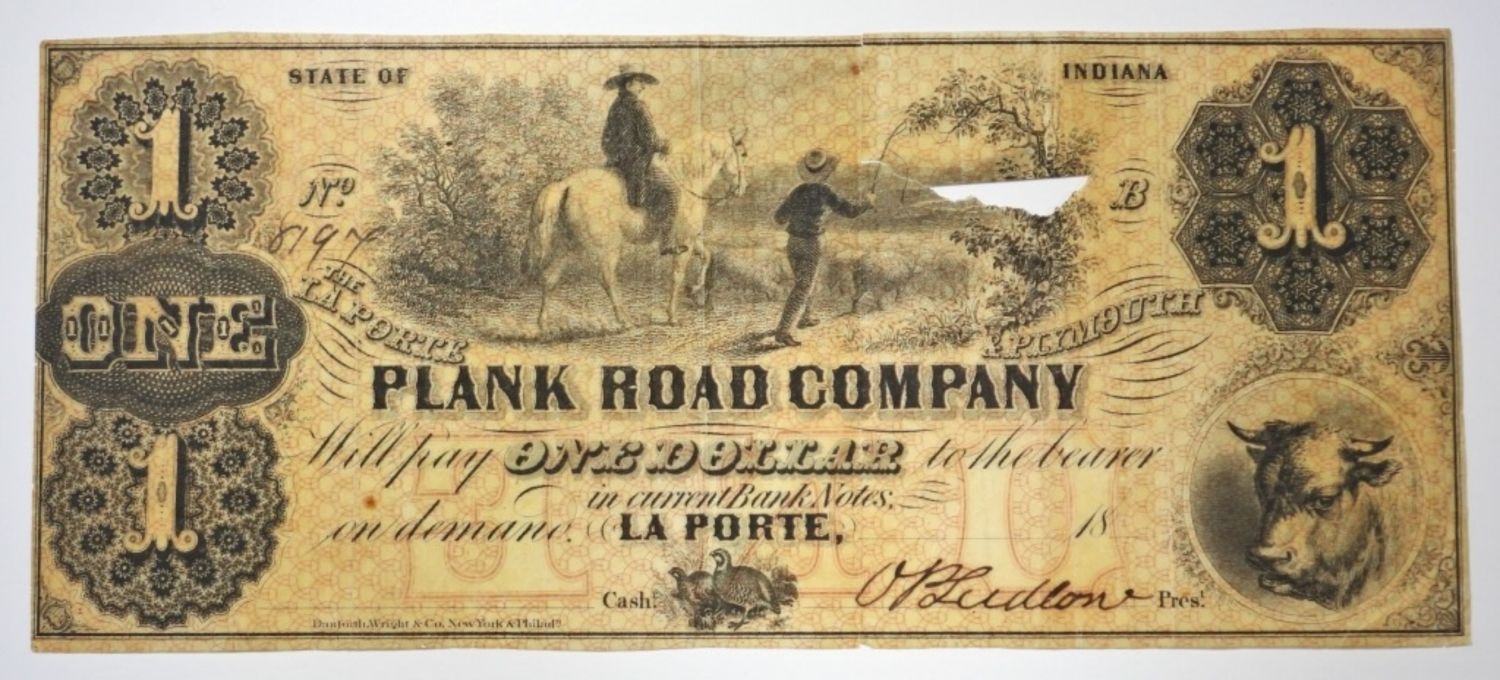 1
STATE OF INDIANA
1
No B
8197
ONE
THE
LA PORTE & PLYMOUTH
PLANK ROAD COMPANY
Will pay ONE DOLLAR to the bearer
in current Bank Notes,
on demand. LA PORTE, 18
1
Cash.r O B Ludlow Pres.t
Danforth, Wright & Co. New York & Philad.a